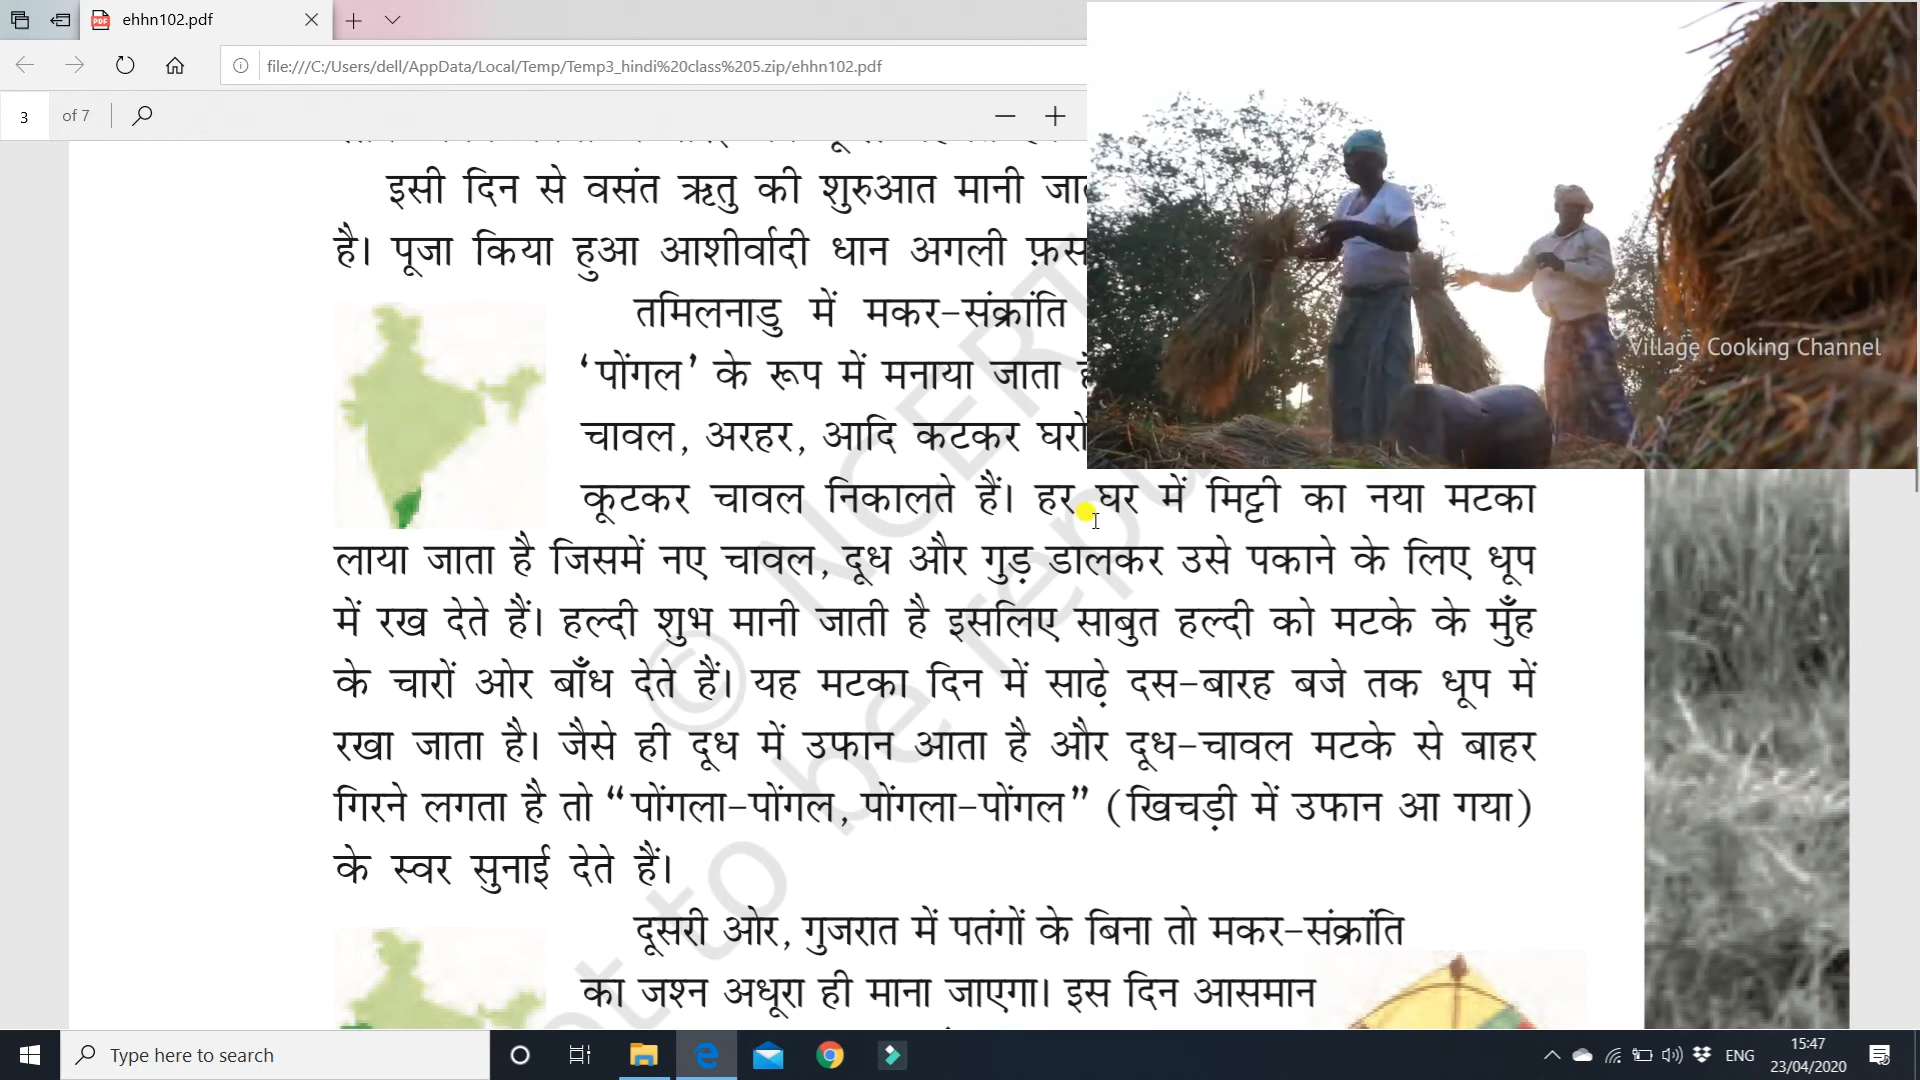 ehhn102.pdf
file:///C:/Users/dell/AppData/Local/Temp/Temp3_hindi%20class%205.zip/ehhn102.pdf
3 of 7
इसी दिन से वसंत ऋतु की शुरुआत मानी
है। पूजा किया हुआ आशीर्वादी धान अगली
तमिलनाडु में मकर-संक्रांति
‘पोंगल’ के रूप में मनाया जाता
चावल, अरहर, आदि कटकर
कूटकर चावल निकालते हैं। हर घर में मिट्टी का नया मटका
लाया जाता है जिसमें नए चावल, दूध और गुड़ डालकर उसे पकाने के लिए धूप
में रख देते हैं। हल्दी शुभ मानी जाती है इसलिए साबुत हल्दी को मटके के मुँह
के चारों ओर बाँध देते हैं। यह मटका दिन में साढ़े दस-बारह बजे तक धूप में
रखा जाता है। जैसे ही दूध में उफान आता है और दूध-चावल मटके से बाहर
गिरने लगता है तो “पोंगला-पोंगल, पोंगला-पोंगल” (खिचड़ी में उफान आ गया)
के स्वर सुनाई देते हैं।
दूसरी ओर, गुजरात में पतंगों के बिना तो मकर-संक्रांति
का जश्न अधूरा ही माना जाएगा। इस दिन आसमान
Village Cooking Channel
© NCERT
not to be
Type here to search
ENG
15:47
23/04/2020